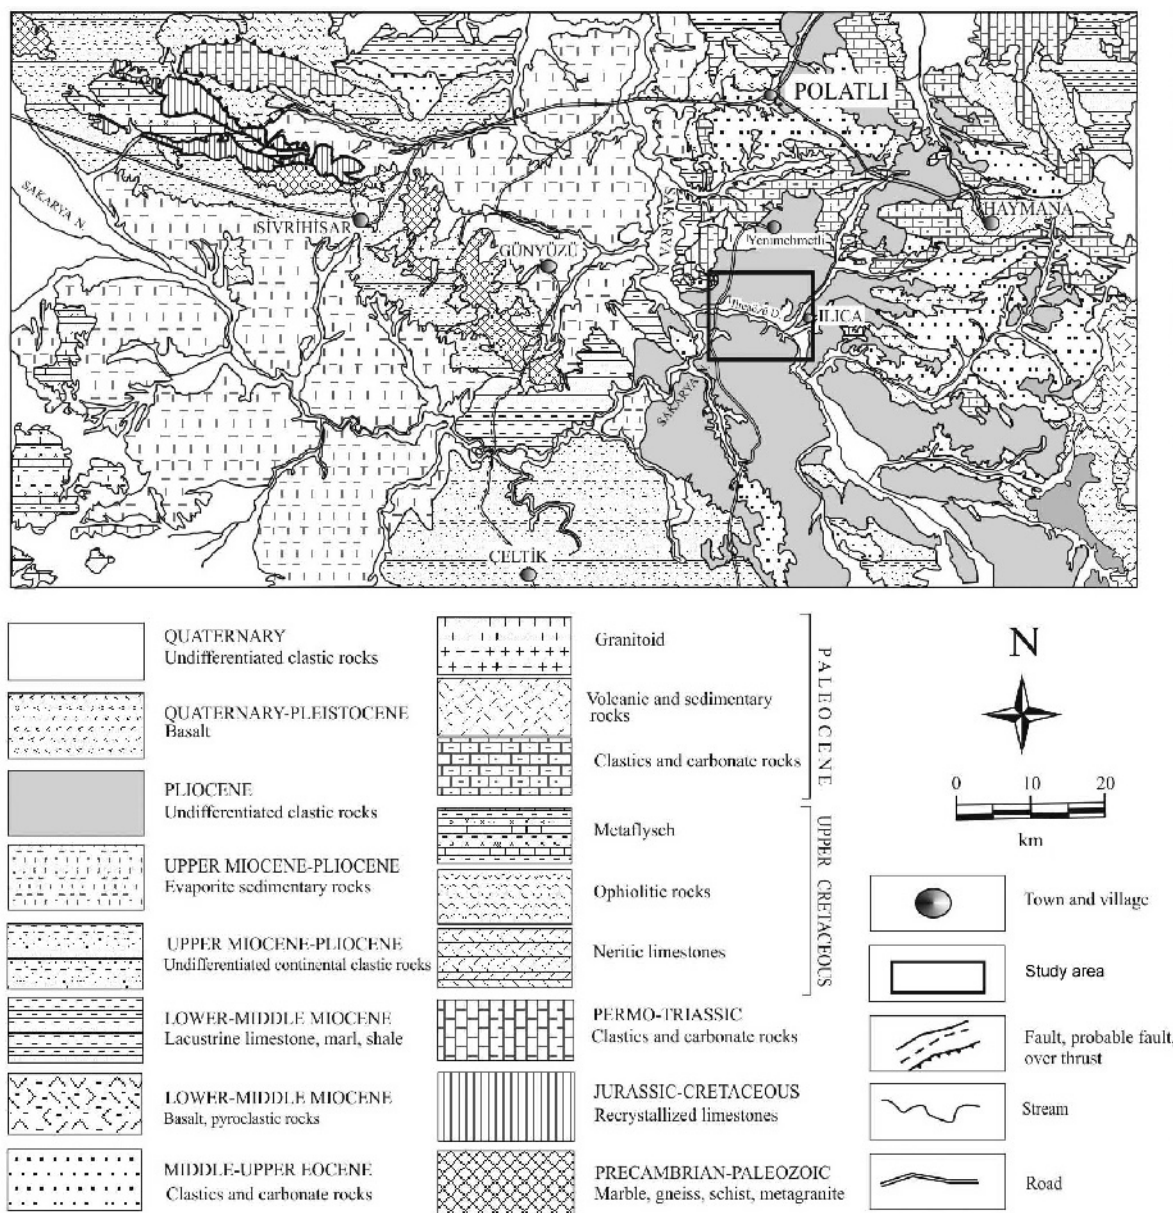 POLATLI
SAKARYA N.
SAKARYA N.
SİVRİHİSAR
HAYMANA
Yenimehmetli
GÜNYÜZÜ
ILICA
SAKARYA
ÇELTİK
QUATERNARY
Undifferentiated clastic rocks
QUATERNARY-PLEISTOCENE
Basalt
PLIOCENE
Undifferentiated clastic rocks
UPPER MIOCENE-PLIOCENE
Evaporite sedimentary rocks
UPPER MIOCENE-PLIOCENE
Undifferentiated continental clastic rocks
LOWER-MIDDLE MIOCENE
Lacustrine limestone, marl, shale
LOWER-MIDDLE MIOCENE
Basalt, pyroclastic rocks
MIDDLE-UPPER EOCENE
Clastics and carbonate rocks
Granitoid
Volcanic and sedimentary
rocks
Clastics and carbonate rocks
PALEOCENE
Metaflysch
Ophiolitic rocks
Neritic limestones
UPPER CRETACEOUS
PERMO-TRIASSIC
Clastics and carbonate rocks
JURASSIC-CRETACEOUS
Recrystallized limestones
PRECAMBRIAN-PALEOZOIC
Marble, gneiss, schist, metagranite
N
0 10 20
km
Town and village
Study area
Fault, probable fault,
over thrust
Stream
Road